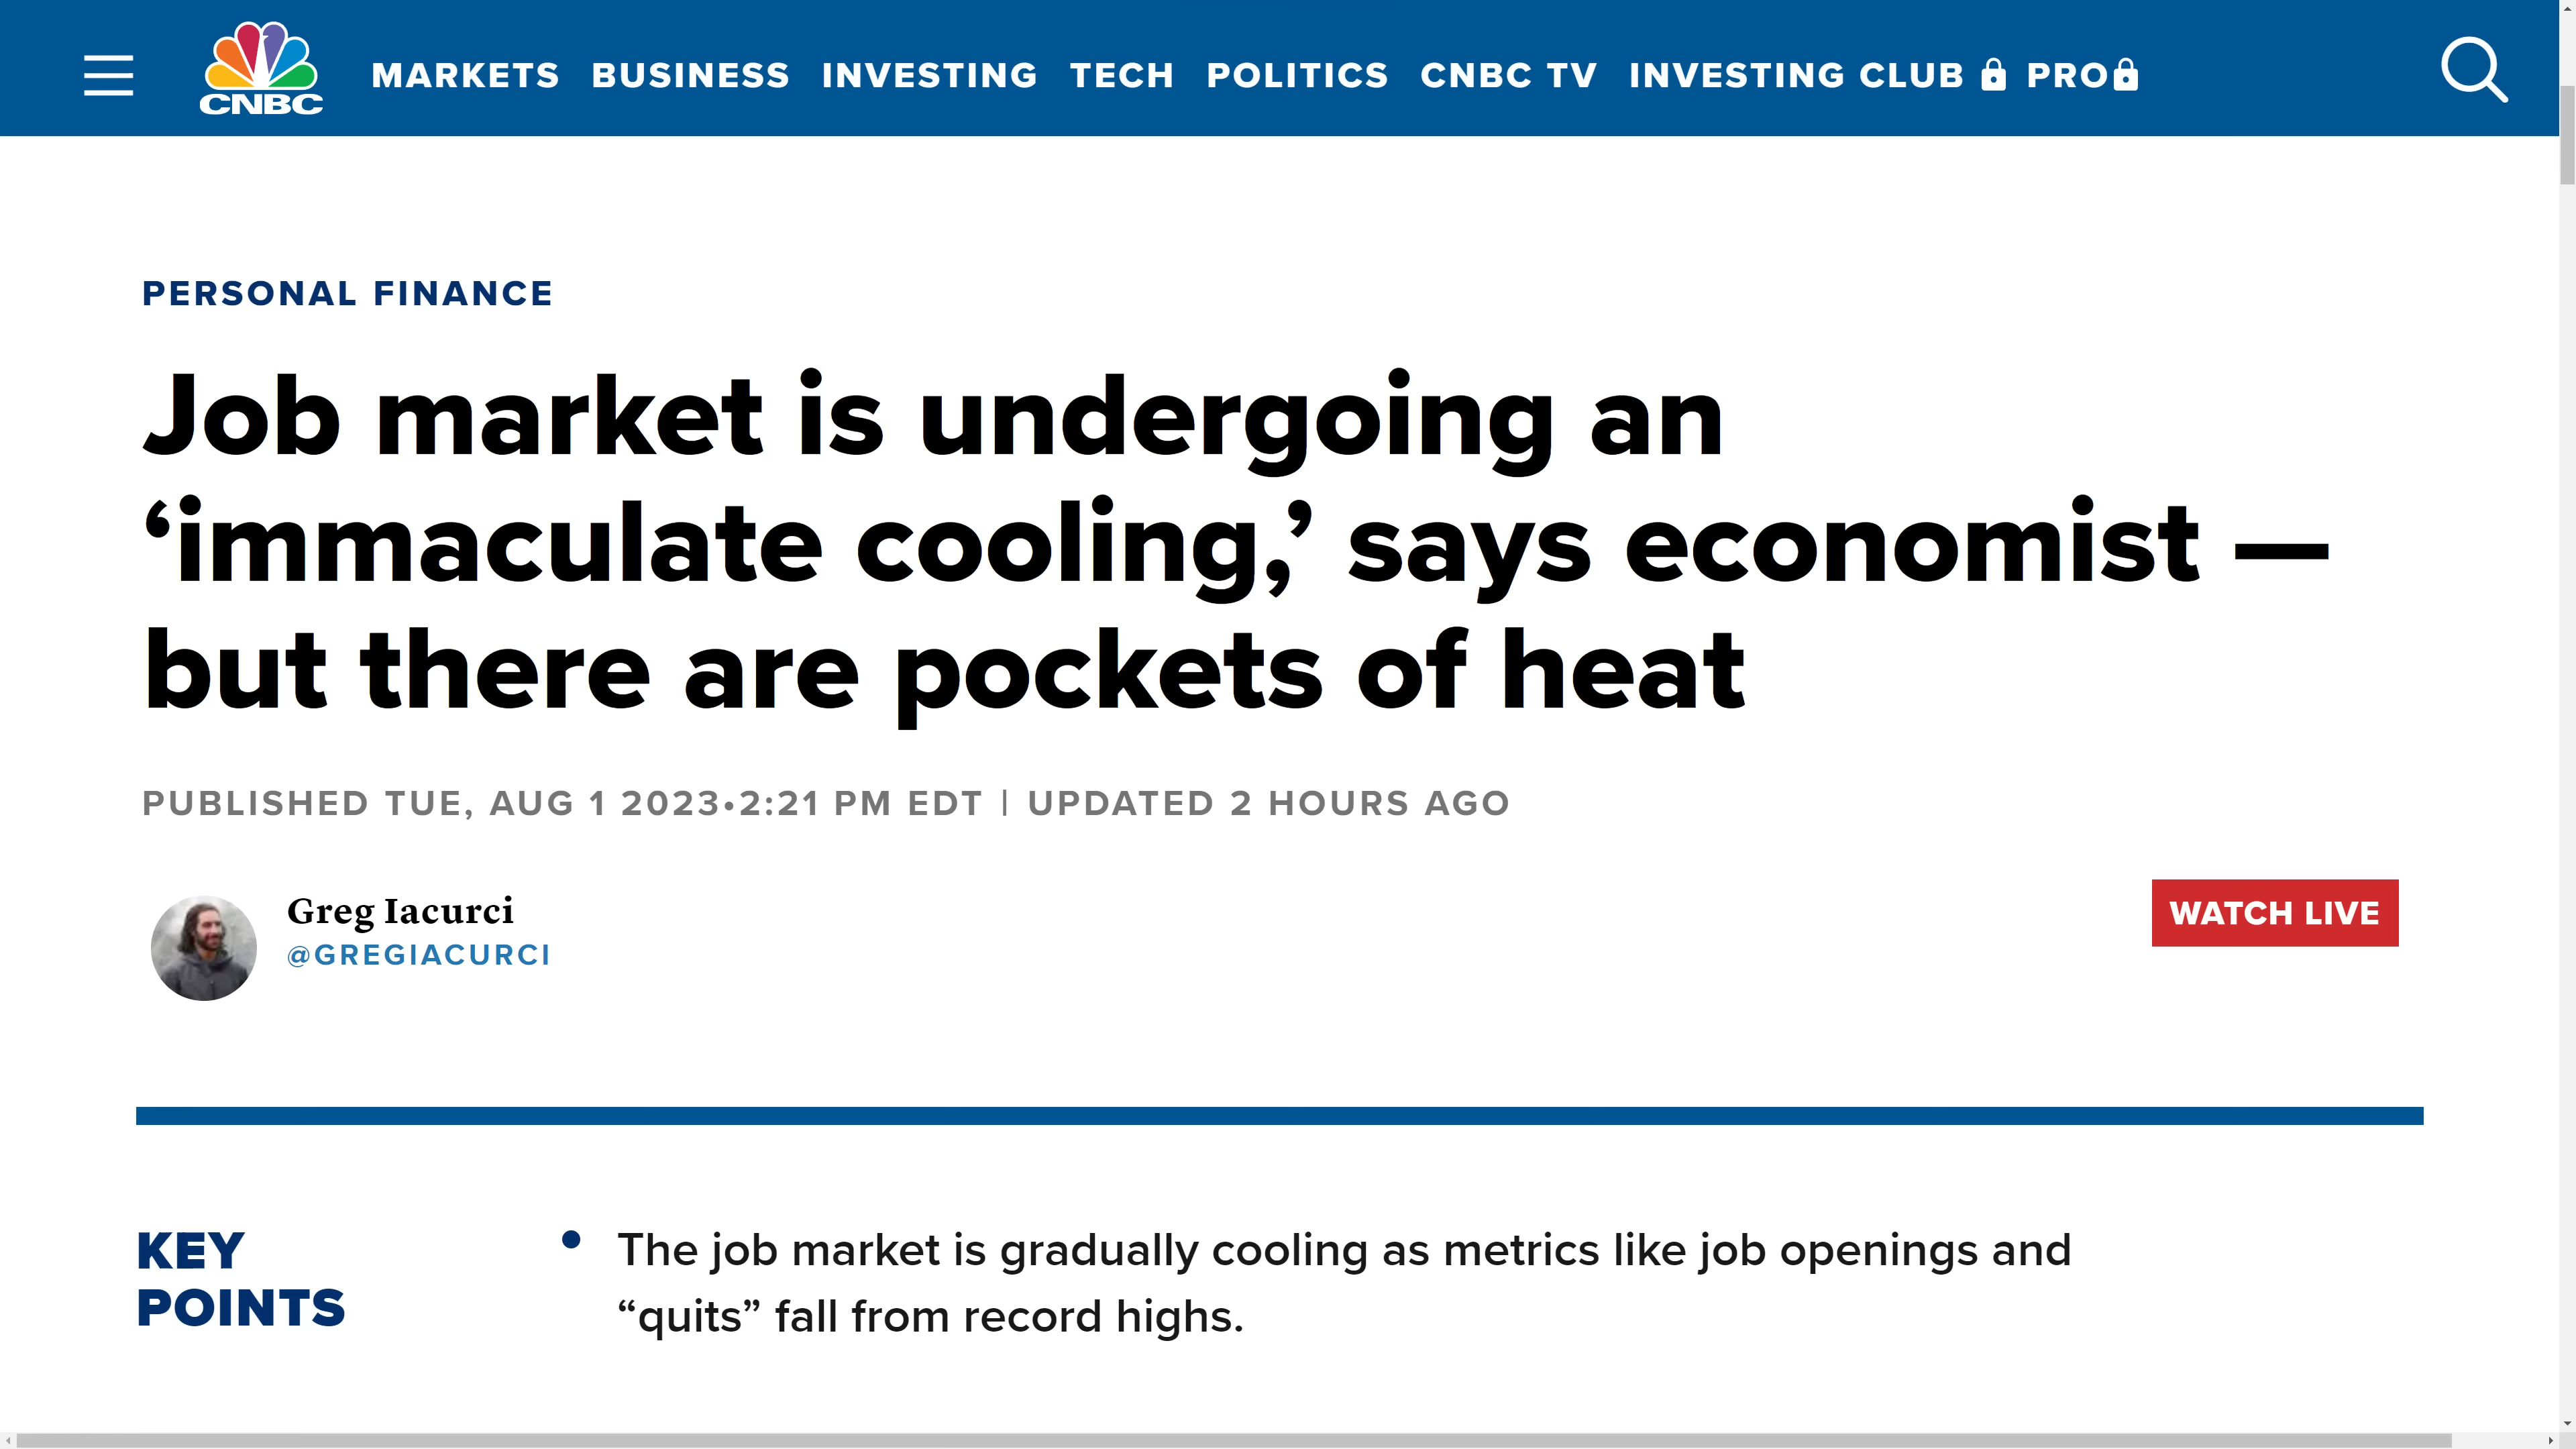 CNBC
MARKETS BUSINESS INVESTING TECH POLITICS CNBC TV INVESTING CLUB PRO
PERSONAL FINANCE
Job market is undergoing an
‘immaculate cooling,’ says economist —
but there are pockets of heat
PUBLISHED TUE, AUG 1 2023•2:21 PM EDT | UPDATED 2 HOURS AGO
Greg Iacurci
@GREGIACURCI
WATCH LIVE
KEY
POINTS
• The job market is gradually cooling as metrics like job openings and
“quits” fall from record highs.